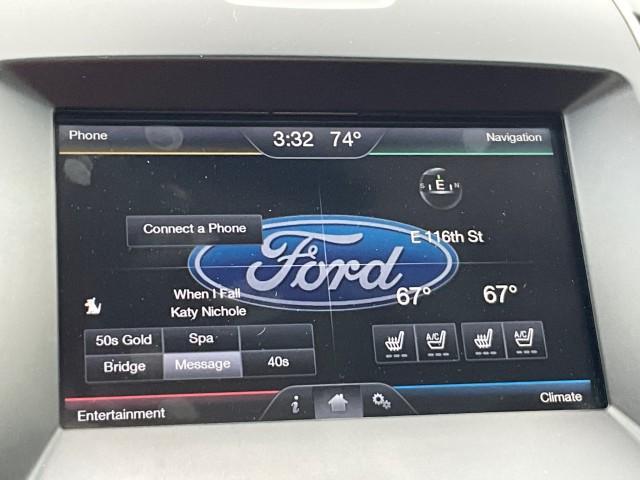 Phone
3:32 74°
Navigation
S E N
Connect a Phone
E 116th St
Ford
When I Fall
Katy Nichole
67° 67°
50s Gold Spa
Bridge Message 40s
A/C A/C
i
Entertainment
Climate